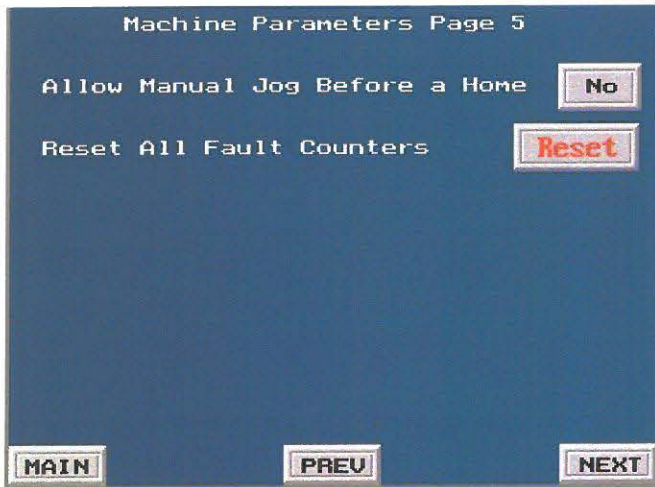 Machine Parameters Page 5
Allow Manual Jog Before a Home No
Reset All Fault Counters Reset
MAIN PREV NEXT